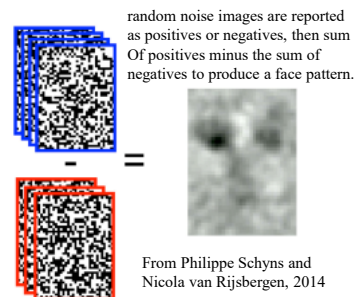 random noise images are reported
as positives or negatives, then sum
Of positives minus the sum of
negatives to produce a face pattern.
- =
From Philippe Schyns and
Nicola van Rijsbergen, 2014